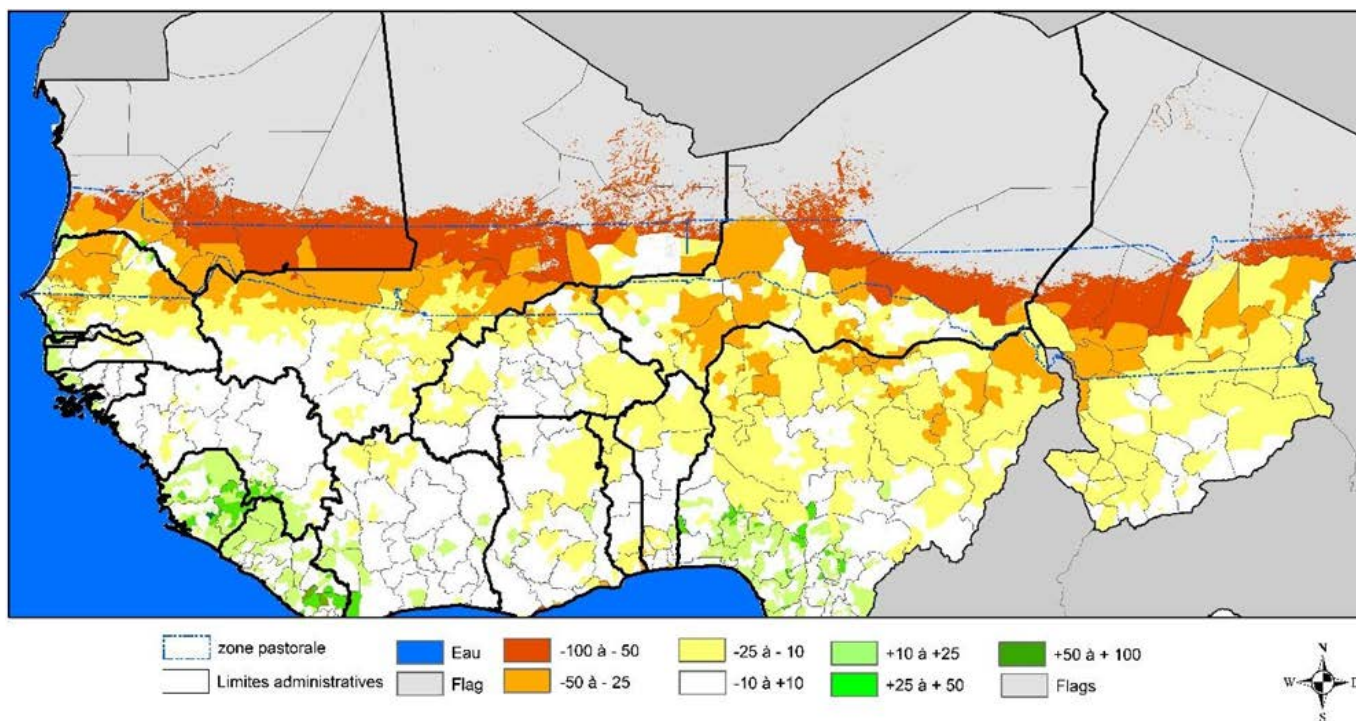 zone pastorale
Eau
-100 à - 50
-25 à - 10
+10 à +25
+50 à + 100
Limites administratives
Flag
-50 à - 25
-10 à +10
+25 à + 50
Flags
N
W
S